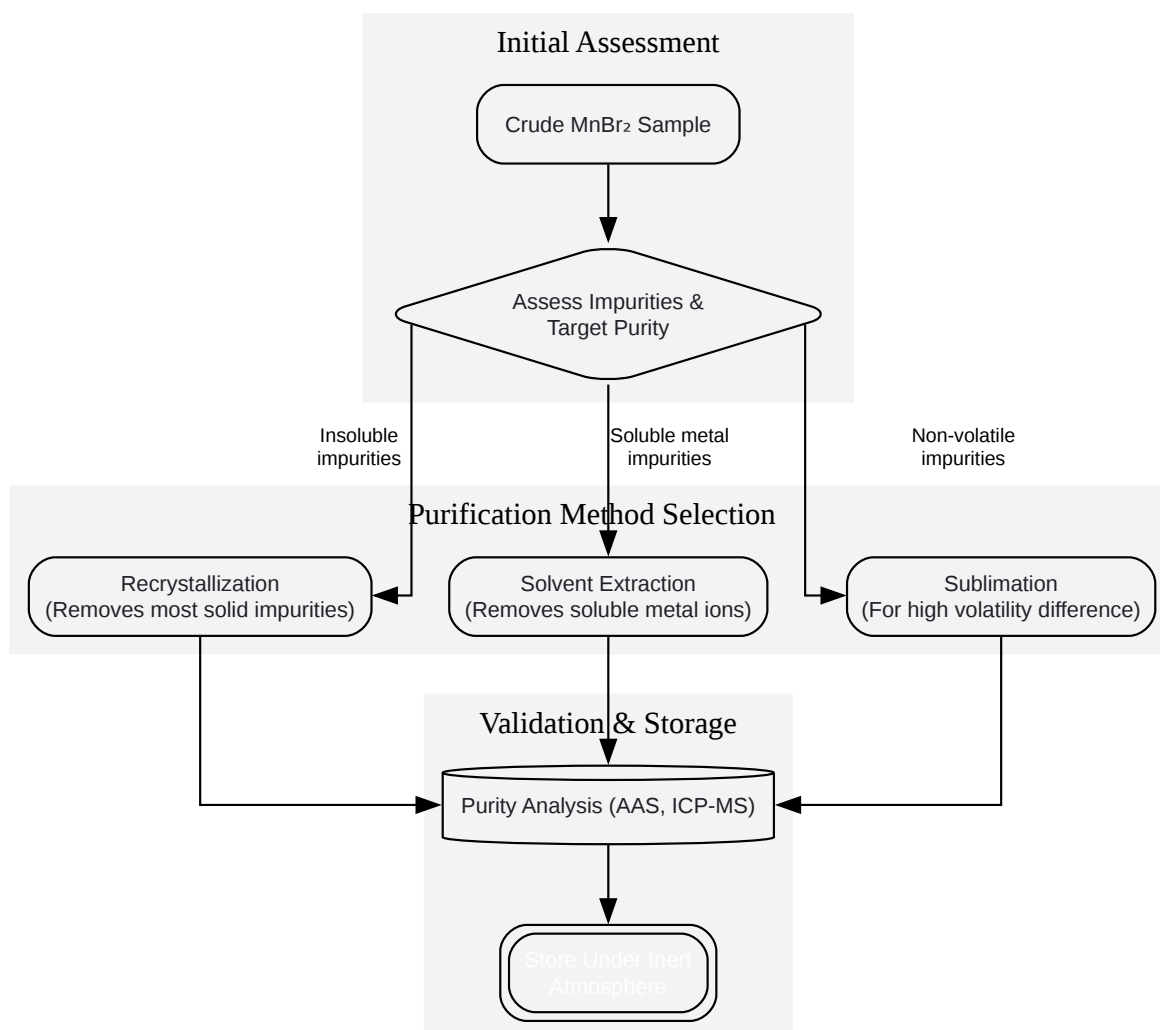 Initial Assessment
Crude MnBr₂ Sample
Assess Impurities &
Target Purity
Insoluble
impurities
Soluble metal
impurities
Non-volatile
impurities
Purification Method Selection
Recrystallization
(Removes most solid impurities)
Solvent Extraction
(Removes soluble metal ions)
Sublimation
(For high volatility difference)
Validation & Storage
Purity Analysis (AAS, ICP-MS)
Store Under Inert
Atmosphere